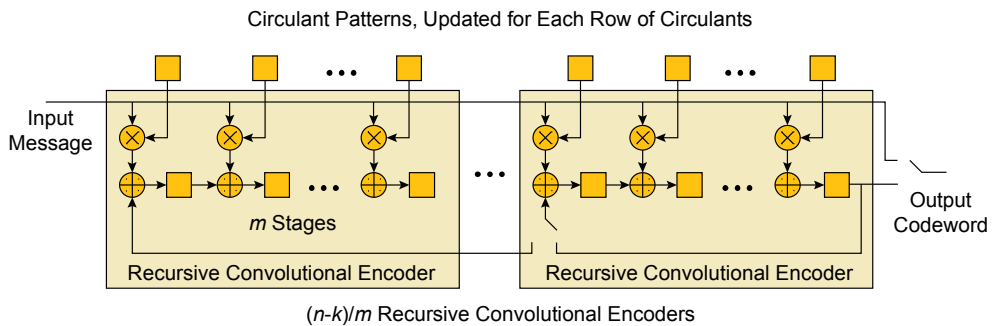 Circulant Patterns, Updated for Each Row of Circulants
Input
Message
m Stages
Output
Codeword
Recursive Convolutional Encoder
Recursive Convolutional Encoder
(n-k)/m Recursive Convolutional Encoders